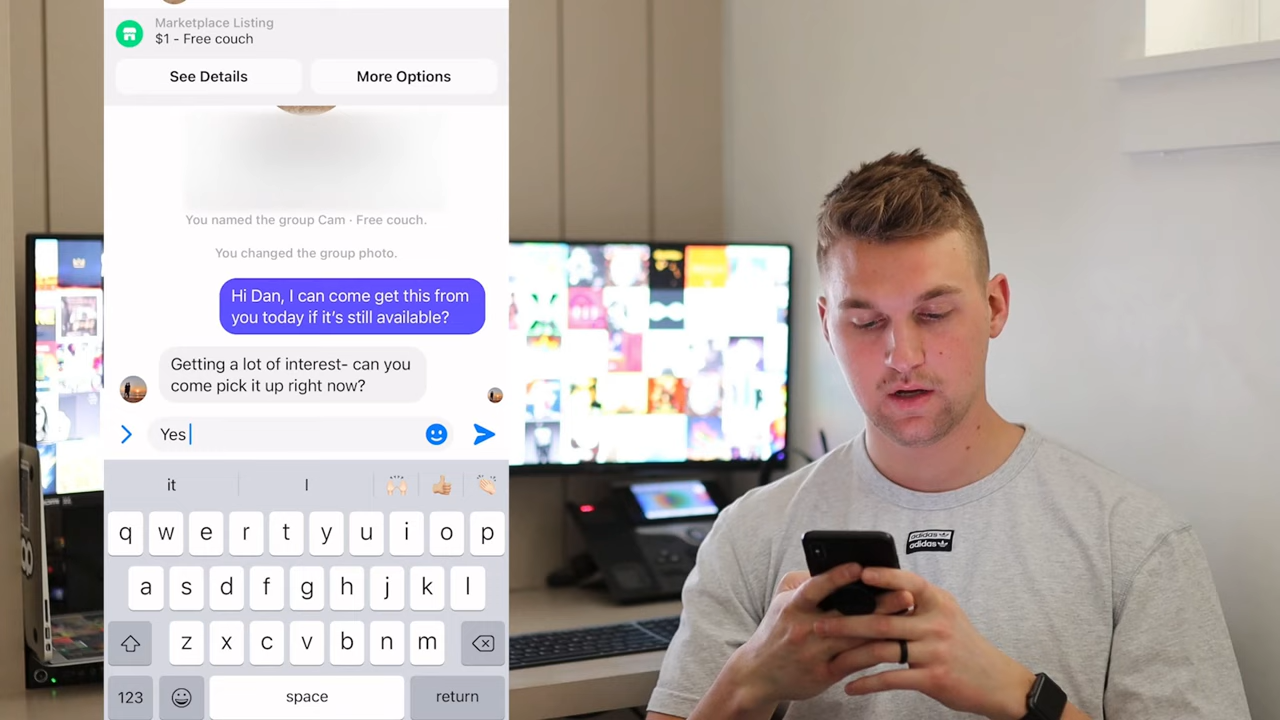 Marketplace Listing
$1 - Free couch
See Details
More Options
You named the group Cam · Free couch.
You changed the group photo.
Hi Dan, I can come get this from
you today if it's still available?
Getting a lot of interest- can you
come pick it up right now?
Yes
it
I
q w e r t y u i o p
a s d f g h j k l
z x c v b n m
123
space
return
adidas
adidas